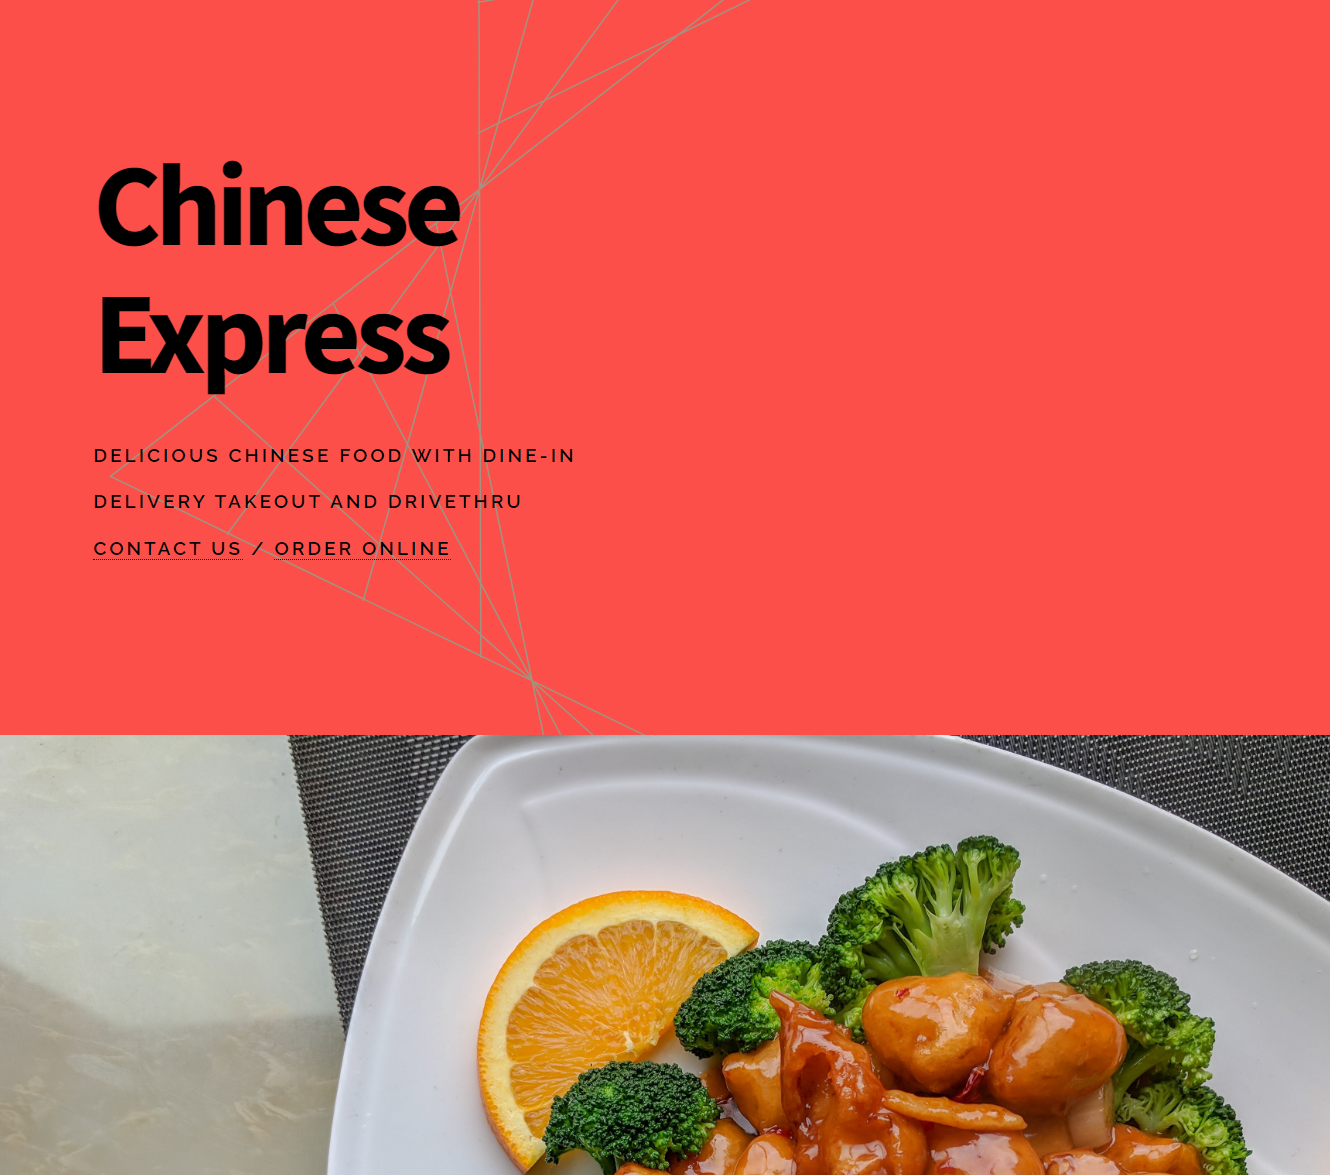 Chinese
Express
DELICIOUS CHINESE FOOD WITH DINE-IN
DELIVERY TAKEOUT AND DRIVETHRU
CONTACT US / ORDER ONLINE